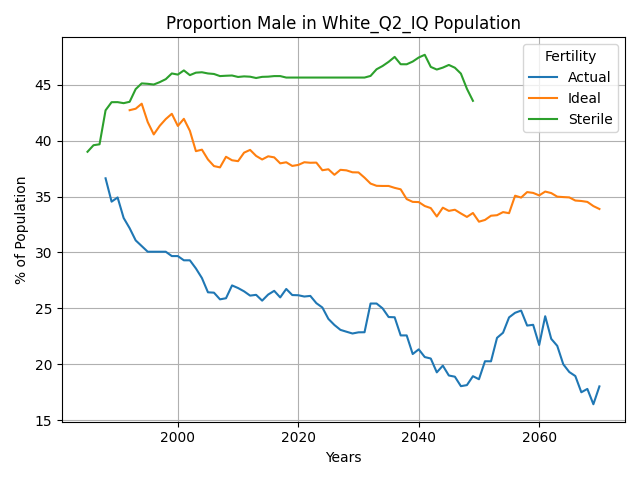 Proportion Male in White_Q2_IQ Population
% of Population
45
40
35
30
25
20
15
2000
2020
2040
2060
Years
Fertility
Actual
Ideal
Sterile